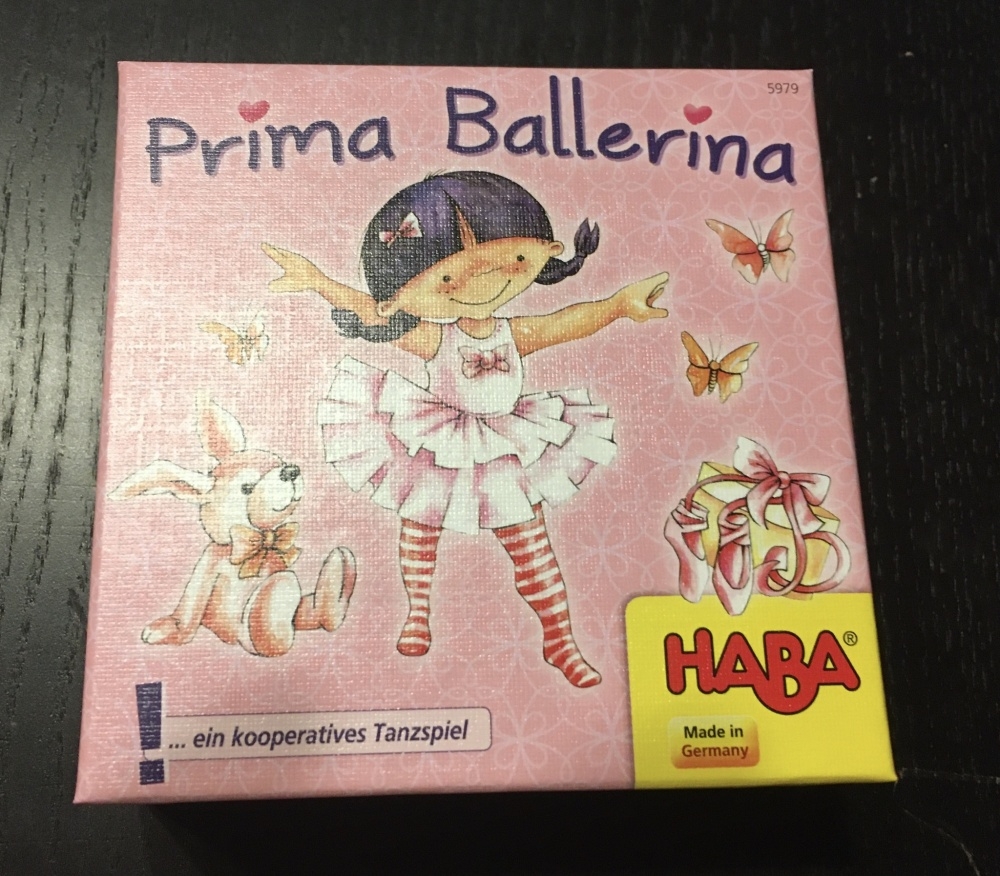 5979
Prima Ballerina
HABA®
Made in
Germany
... ein kooperatives Tanzspiel